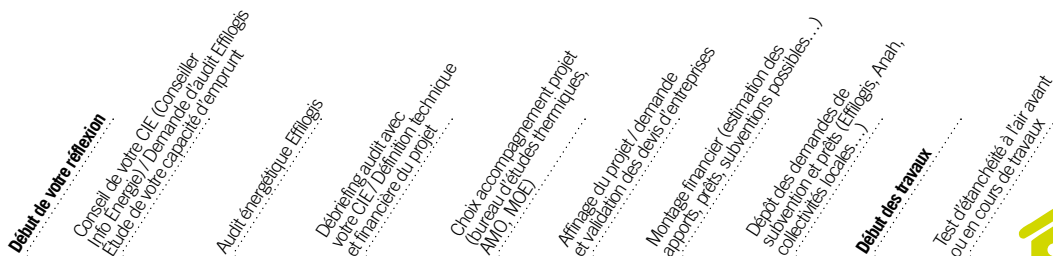 Début de votre réflexion
Conseil de votre CIE (Conseiller
Info Énergie) / Demande d'audit Effilogis
Etude de votre capacité d'emprunt
Audit énergétique Effilogis
Débriefing audit avec
votre CIE / Définition technique
et financière du projet
Choix accompagnement projet
(bureau d'études thermiques,
AMO, MOE)
Affinage du projet / demande
et validation des devis d'entreprises
Montage financier (estimation des
apports, prêts, subventions possibles…)
Dépôt des demandes de
subvention et prêts (Effilogis, Anah,
collectivités locales…)
Début des travaux
Test d'étanchéité à l'air avant
ou en cours de travaux